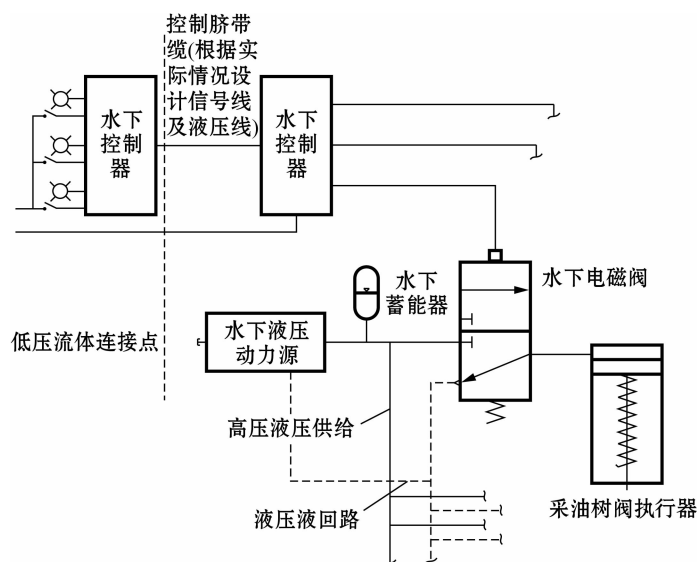 控制脐带
缆(根据实
际情况设
计信号线
及液压线)
水下
控制
器
水下
控制
器
水下电磁阀
水下
蓄能器
低压流体连接点
水下液压
动力源
高压液压供给
液压液回路
采油树阀执行器